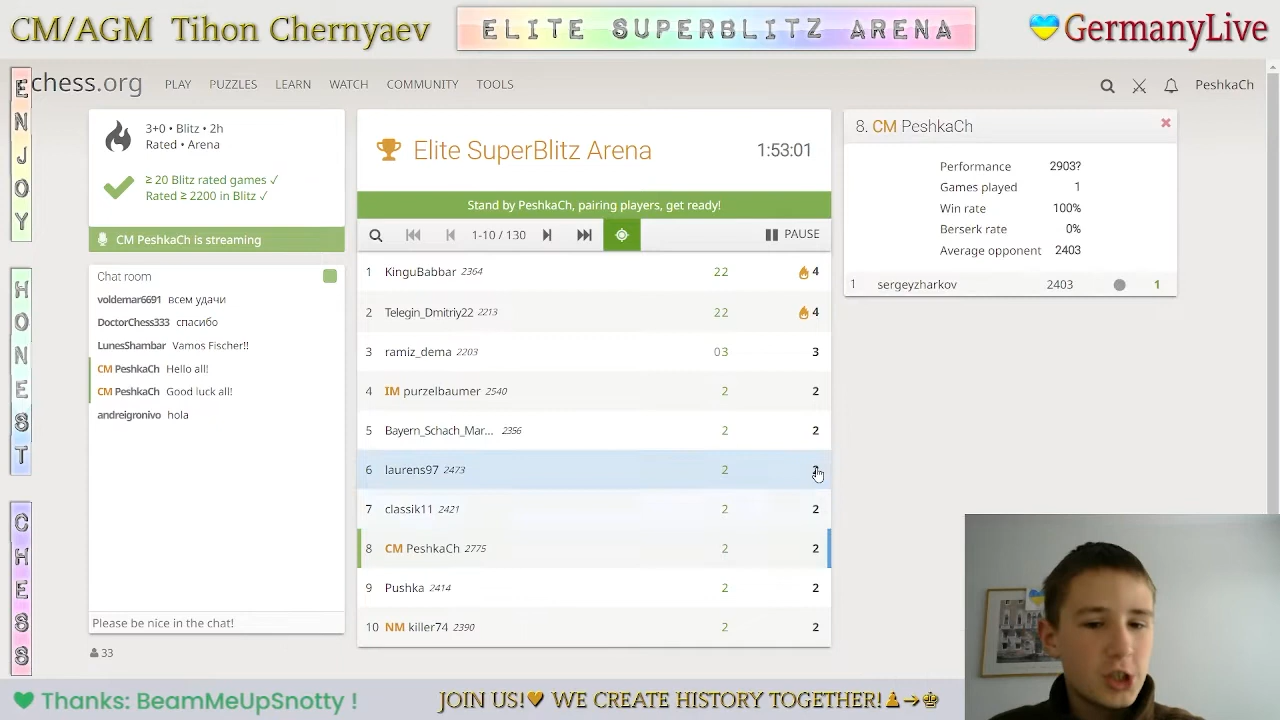 CM/AGM Tihon Chernyaev
ELITE SUPERBLITZ ARENA
GermanyLive
chess.org PLAY PUZZLES LEARN WATCH COMMUNITY TOOLS PeshkaCh
ENJOY
HONEST
CHESS
3+0 • Blitz • 2h
Rated • Arena
≥ 20 Blitz rated games ✓
Rated ≥ 2200 in Blitz ✓
CM PeshkaCh is streaming
Chat room
voldemar6691 всем удачи
DoctorChess333 спасибо
LunesShambar Vamos Fischer!!
CM PeshkaCh Hello all!
CM PeshkaCh Good luck all!
andreigronivo hola
Please be nice in the chat!
33
Elite SuperBlitz Arena 1:53:01
Stand by PeshkaCh, pairing players, get ready!
1-10 / 130 PAUSE
1 KinguBabbar 2364 22 4
2 Telegin_Dmitriy22 2213 22 4
3 ramiz_dema 2203 03 3
4 IM purzelbaumer 2540 2 2
5 Bayern_Schach_Mar... 2356 2 2
6 laurens97 2473 2
7 classik11 2421 2 2
8 CM PeshkaCh 2775 2 2
9 Pushka 2414 2 2
10 NM killer74 2390 2 2
8. CM PeshkaCh
Performance 2903?
Games played 1
Win rate 100%
Berserk rate 0%
Average opponent 2403
1 sergeyzharkov 2403 1
Thanks: BeamMeUpSnotty !
JOIN US! WE CREATE HISTORY TOGETHER!